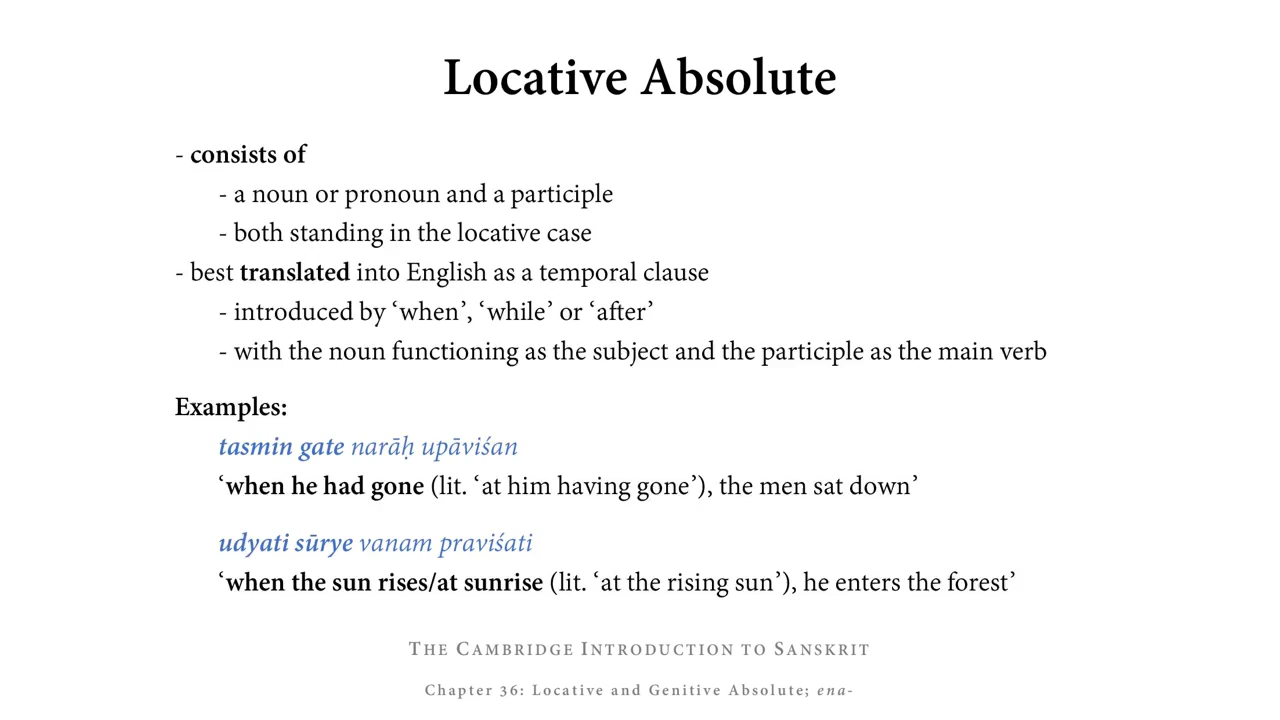 Locative Absolute
- consists of
- a noun or pronoun and a participle
- both standing in the locative case
- best translated into English as a temporal clause
- introduced by ‘when’, ‘while’ or ‘after’
- with the noun functioning as the subject and the participle as the main verb
Examples:
tasmin gate narāḥ upāviśan
‘when he had gone (lit. ‘at him having gone’), the men sat down’
udyati sūrye vanam praviśati
‘when the sun rises/at sunrise (lit. ‘at the rising sun’), he enters the forest’
The Cambridge Introduction to Sanskrit
Chapter 36: Locative and Genitive Absolute; ena-